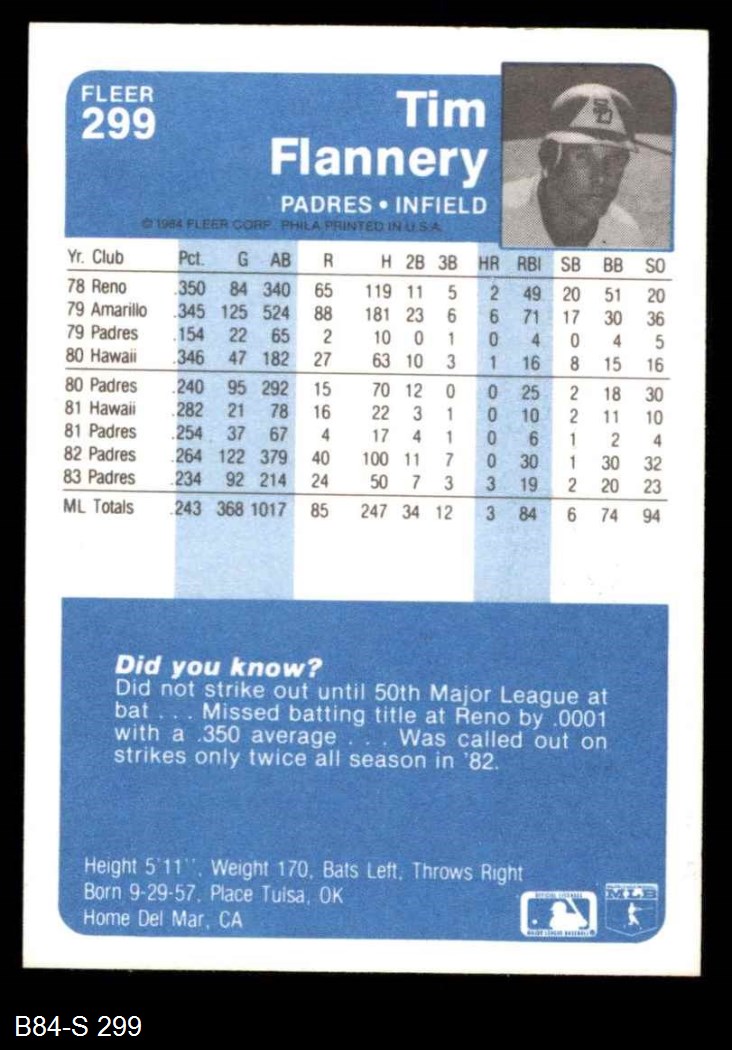 FLEER
299
Tim
Flannery
PADRES • INFIELD
© 1984 FLEER CORP. PHILA PRINTED IN U.S.A.
Yr. Club Pct. G AB R H 2B 3B HR RBI SB BB SO
78 Reno .350 84 340 65 119 11 5 2 49 20 51 20
79 Amarillo .345 125 524 88 181 23 6 6 71 17 30 36
79 Padres .154 22 65 2 10 0 1 0 4 0 4 5
80 Hawaii .346 47 182 27 63 10 3 1 16 8 15 16
80 Padres .240 95 292 15 70 12 0 0 25 2 18 30
81 Hawaii .282 21 78 16 22 3 1 0 10 2 11 10
81 Padres .254 37 67 4 17 4 1 0 6 1 2 4
82 Padres .264 122 379 40 100 11 7 0 30 1 30 32
83 Padres .234 92 214 24 50 7 3 3 19 2 20 23
ML Totals .243 368 1017 85 247 34 12 3 84 6 74 94
Did you know?
Did not strike out until 50th Major League at
bat . . . Missed batting title at Reno by .0001
with a .350 average . . . Was called out on
strikes only twice all season in '82.
Height 5'11'', Weight 170, Bats Left, Throws Right
Born 9-29-57, Place Tulsa, OK
Home Del Mar, CA
MLB
B84-S 299